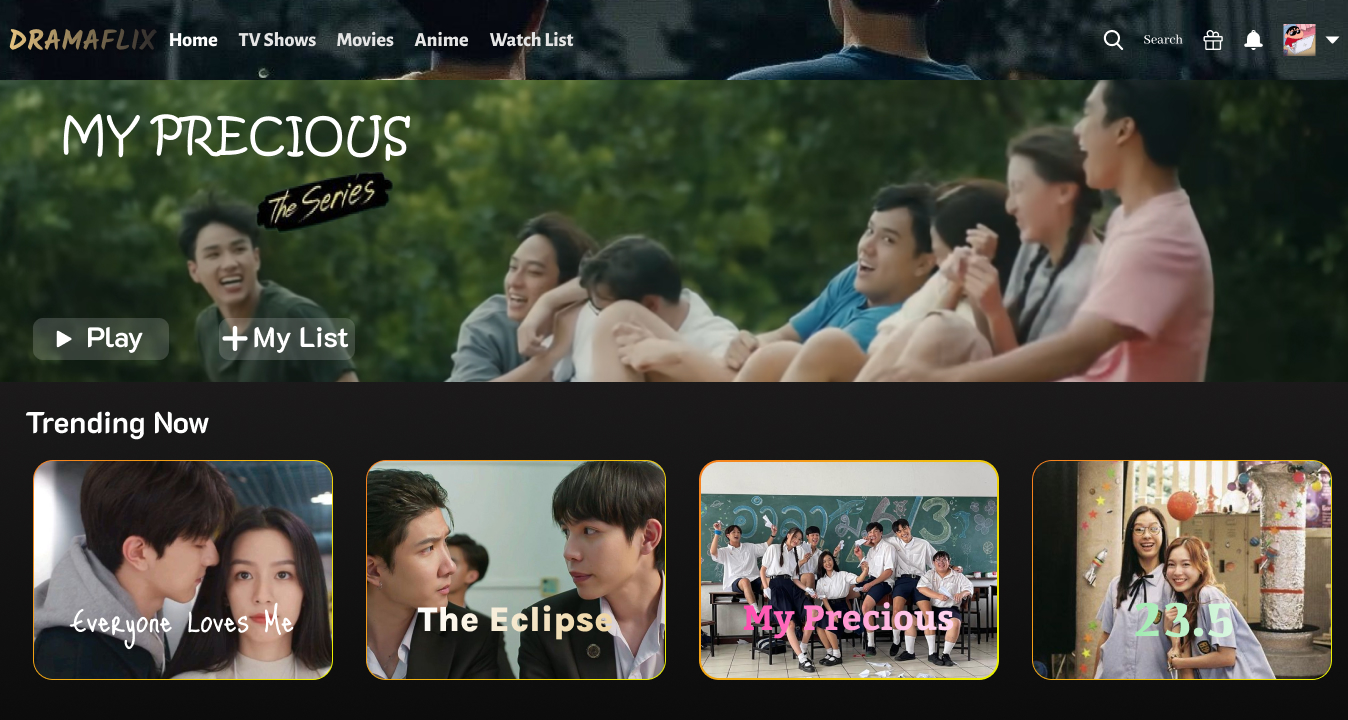 DRAMAFLIX Home TV Shows Movies Anime Watch List Search
MY PRECIOUS
The Series
Play My List
Trending Now
Everyone Loves Me
The Eclipse
My Precious
23.5